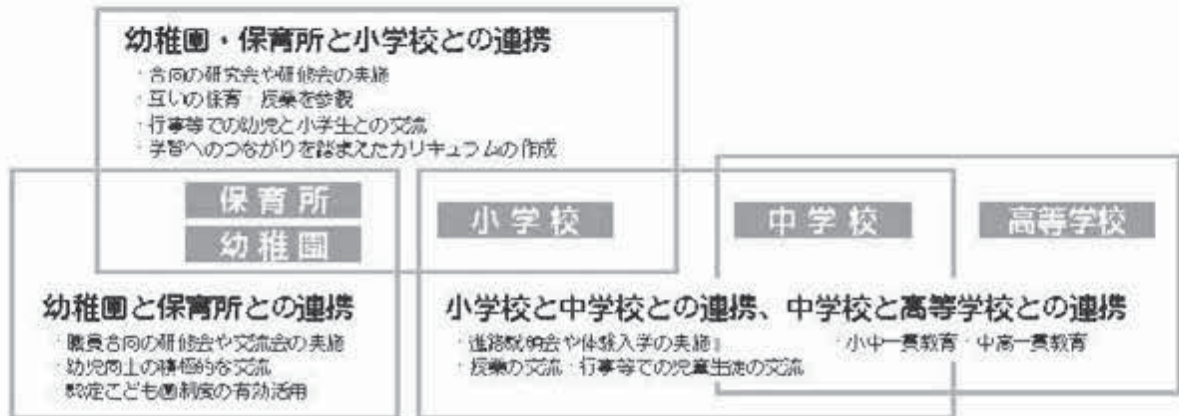 幼稚園・保育所と小学校との連携
・合同の研究会や研修会の実施
・互いの保育・授業を参観
・行事等での幼児と小学生との交流
・学習へのつながりを踏まえたカリキュラムの作成
保育所
幼稚園
小学校
中学校
高等学校
幼稚園と保育所との連携
・職員合同の研修会や交流会の実施
・幼児同士の積極的な交流
・認定こども園制度の有効活用
小学校と中学校との連携、中学校と高等学校との連携
・進路説明会や体験入学の実施
・授業の交流・行事等での児童生徒の交流
・小中一貫教育・中高一貫教育